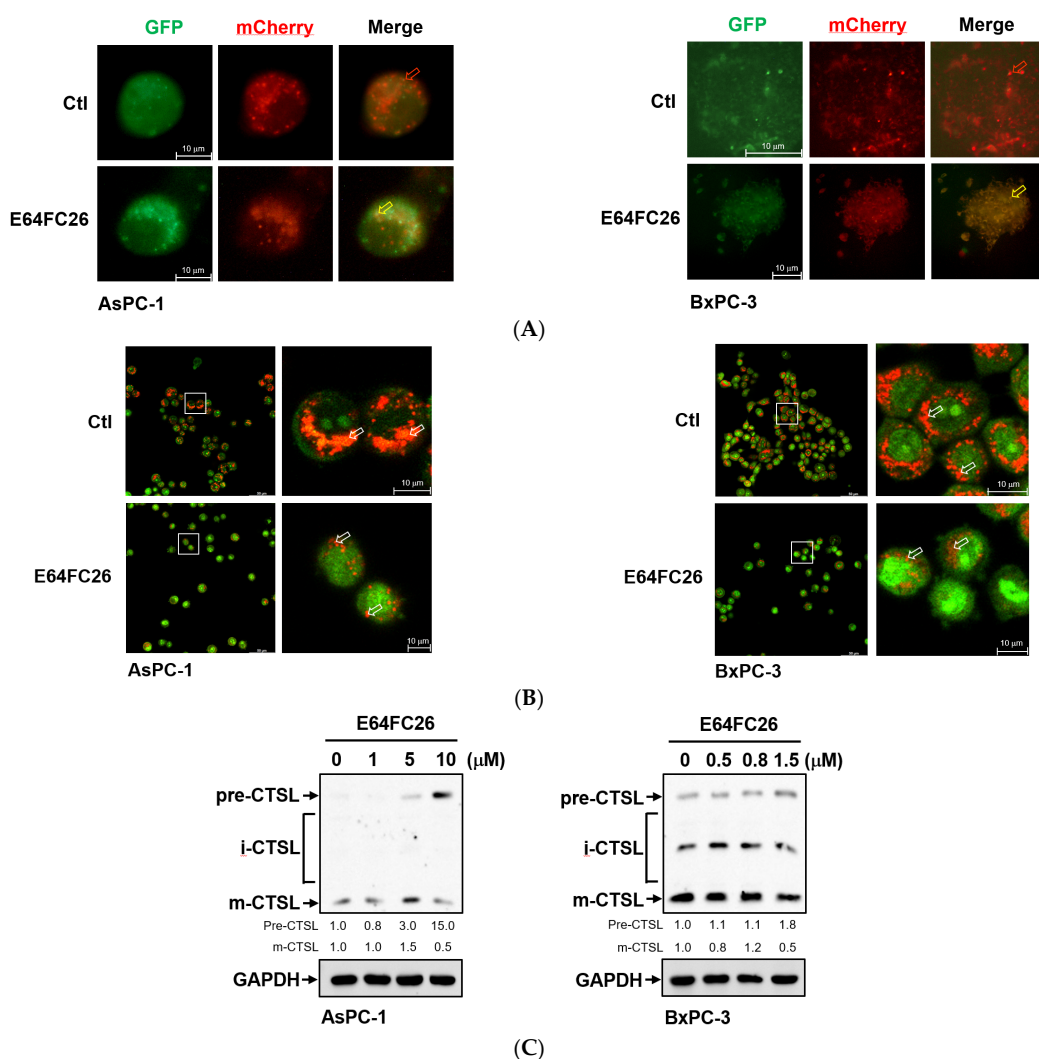 GFP mCherry Merge
Ctl
10 μm
E64FC26
10 μm
AsPC-1
GFP mCherry Merge
Ctl
10 μm
E64FC26
10 μm
BxPC-3
(A)
Ctl
10 μm
E64FC26
10 μm
AsPC-1
Ctl
10 μm
E64FC26
10 μm
BxPC-3
(B)
E64FC26
0 1 5 10 (μM)
pre-CTSL
i-CTSL
m-CTSL
Pre-CTSL 1.0 0.8 3.0 15.0
m-CTSL 1.0 1.0 1.5 0.5
GAPDH
AsPC-1
E64FC26
0 0.5 0.8 1.5 (μM)
pre-CTSL
i-CTSL
m-CTSL
Pre-CTSL 1.0 1.1 1.1 1.8
m-CTSL 1.0 0.8 1.2 0.5
GAPDH
BxPC-3
(C)